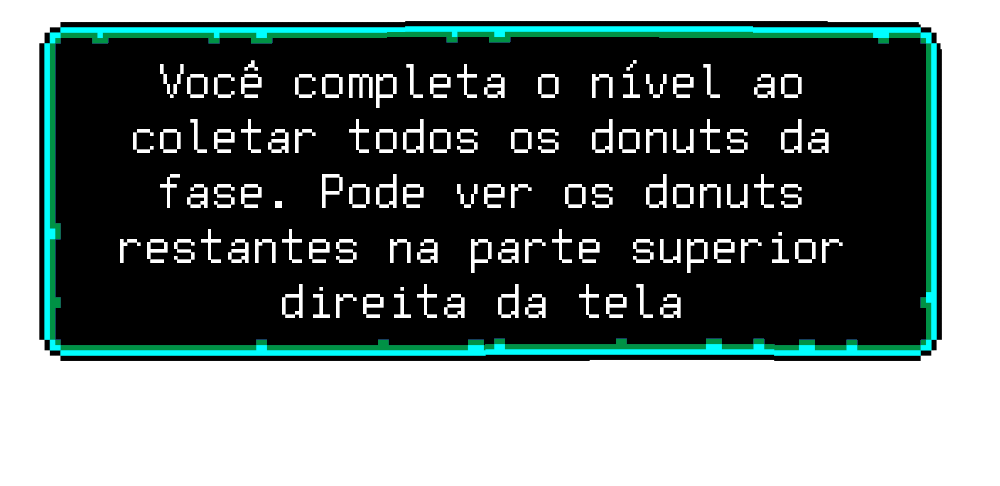 Você completa o nível ao
coletar todos os donuts da
fase. Pode ver os donuts
restantes na parte superior
direita da tela